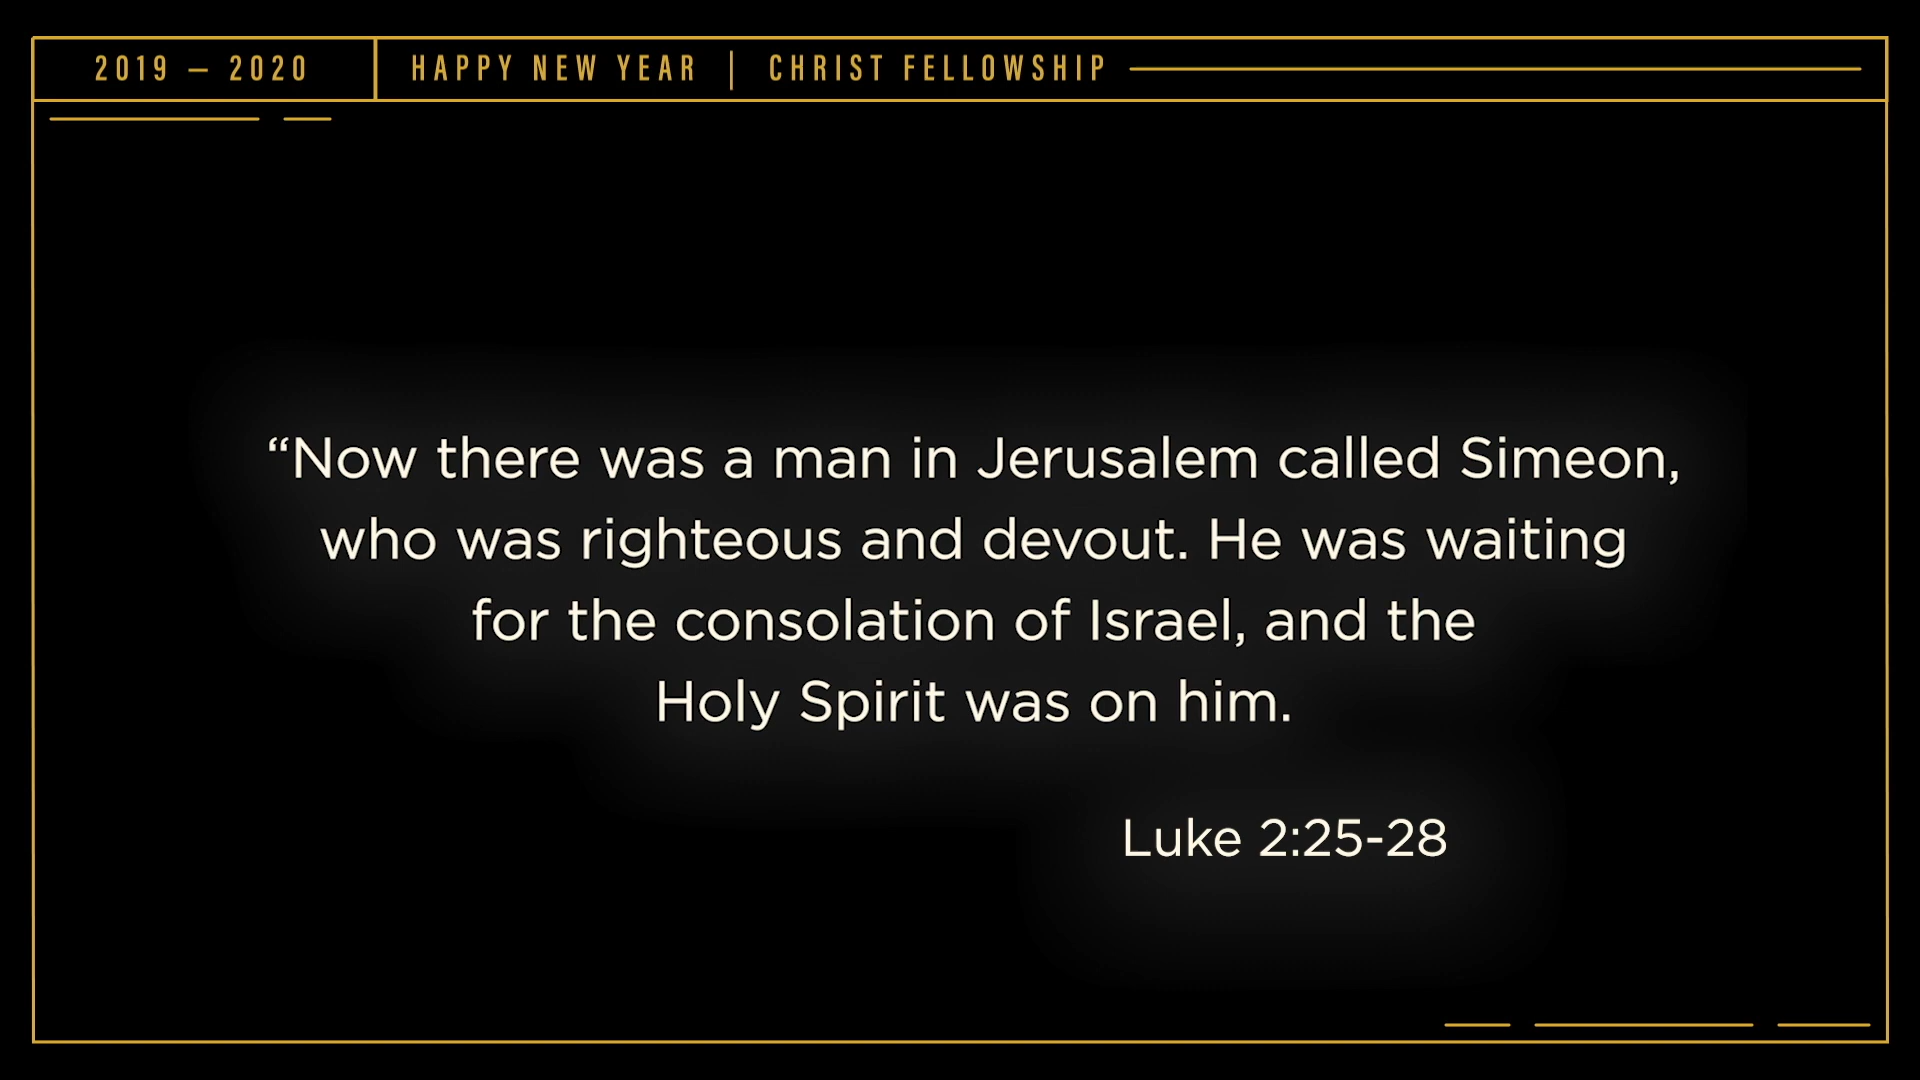 2019 – 2020 HAPPY NEW YEAR | CHRIST FELLOWSHIP
“Now there was a man in Jerusalem called Simeon,
who was righteous and devout. He was waiting
for the consolation of Israel, and the
Holy Spirit was on him.
Luke 2:25-28